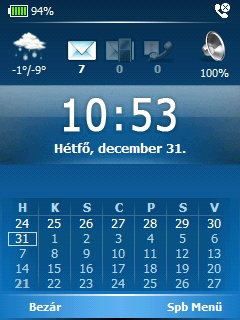 94%
-1°/-9° 7 0 0 100%
10:53
Hétfő, december 31.
H K S C P S V
24 25 26 27 28 29 30
31 1 2 3 4 5 6
7 8 9 10 11 12 13
14 15 16 17 18 19 20
21 22 23 24 25 26 27
Bezár Spb Menü